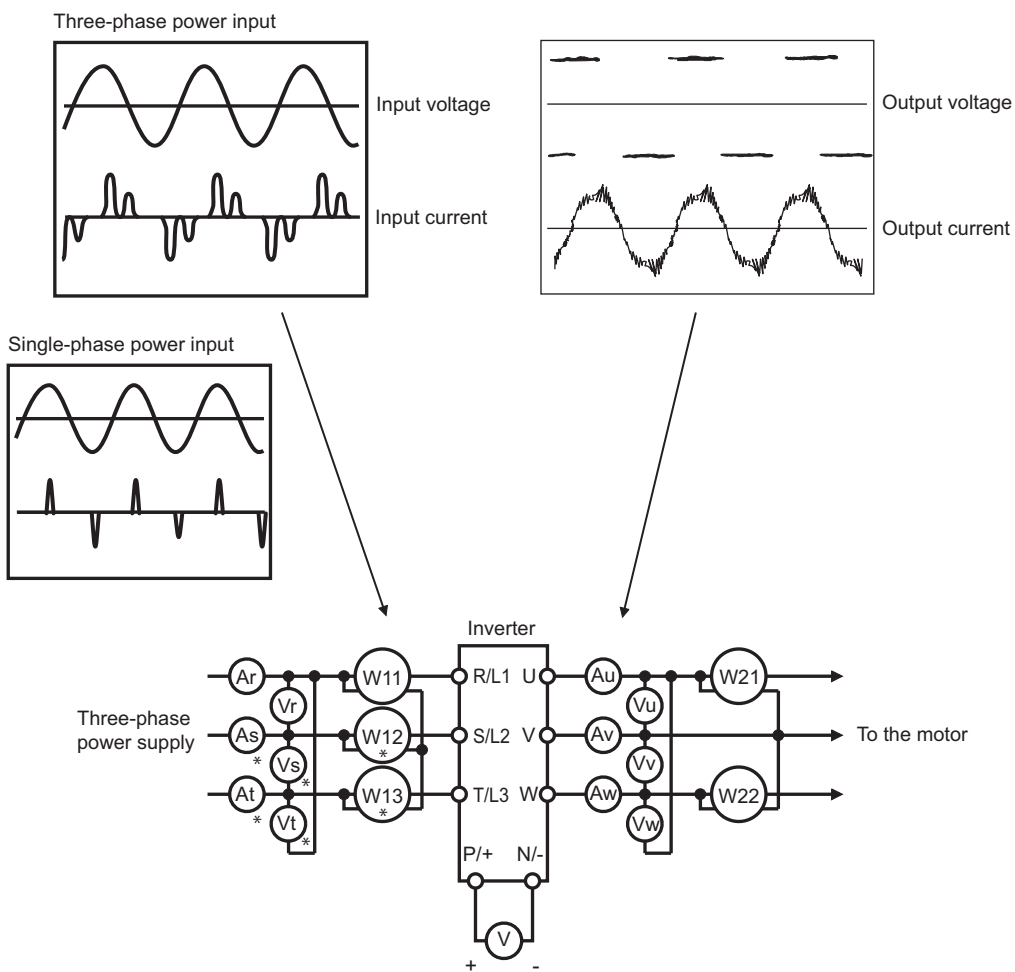 Three-phase power input
Input voltage
Input current
Output voltage
Output current
Single-phase power input
Inverter
Ar
Vr
W11
R/L1
U
Au
Vu
W21
Three-phase
power supply
As
*
Vs
*
W12
*
S/L2
V
Av
Vv
To the motor
At
*
Vt
*
W13
*
T/L3
W
Aw
Vw
W22
P/+
N/-
V
+
-